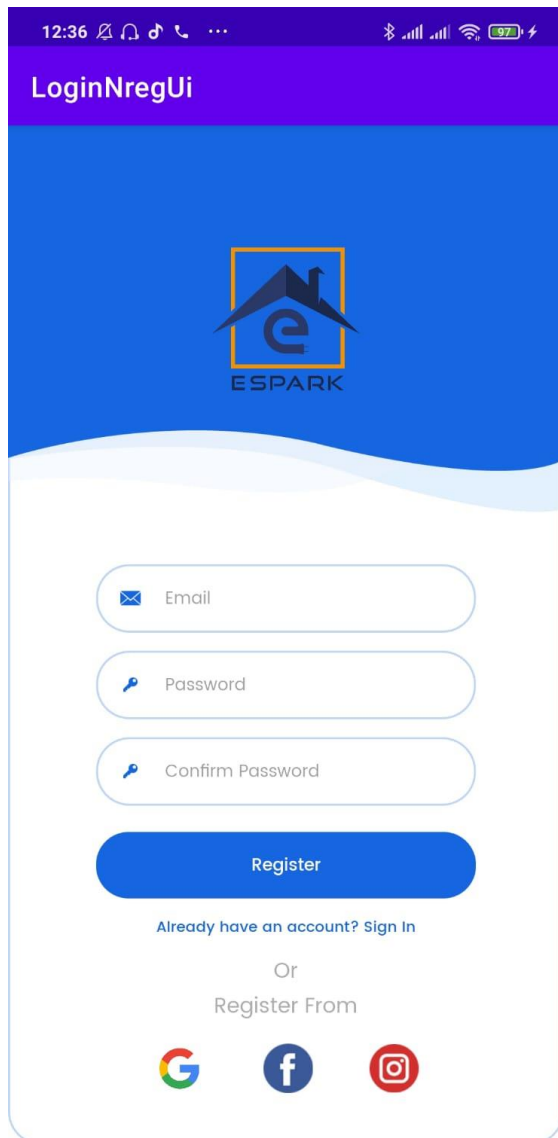 12:36
97
LoginNregUi
e
ESPARK
Email
Password
Confirm Password
Register
Already have an account? Sign In
Or
Register From